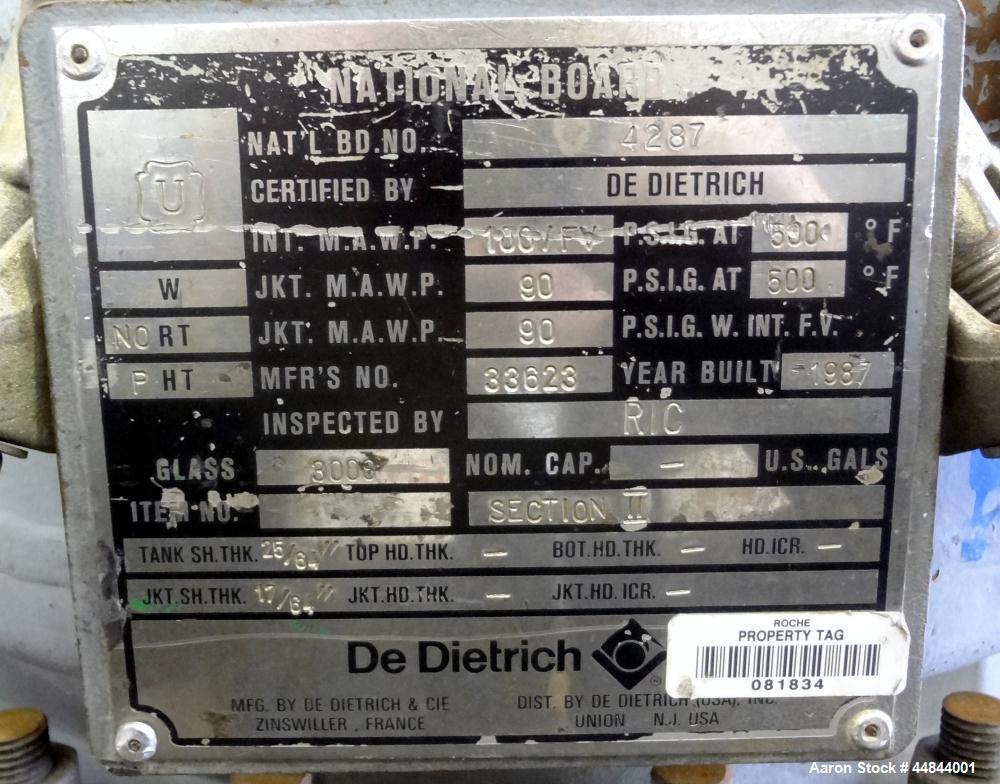 NATIONAL BOARD
U
NAT'L BD.NO. 4287
CERTIFIED BY DE DIETRICH
INT. M.A.W.P. /FV P.S.I.G. AT 500 °F
W JKT. M.A.W.P. 90 P.S.I.G. AT 500 °F
NO RT JKT. M.A.W.P. 90 P.S.I.G. W. INT. F.V.
P HT MFR'S NO. 33623 YEAR BUILT 1987
INSPECTED BY RIC
GLASS 3003 NOM. CAP. — U.S. GALS
ITEM NO. SECTION II
TANK SH.THK. 25/64" TOP HD.THK. — BOT.HD.THK. — HD.ICR. —
JKT.SH.THK. 17/64" JKT.HD.THK. — JKT.HD.ICR. —
De Dietrich ®
MFG. BY DE DIETRICH & CIE
ZINSWILLER , FRANCE
DIST. BY DE DIETRICH (USA), INC.
UNION N.J. USA
ROCHE
PROPERTY TAG
081834
Aaron Stock # 44844001